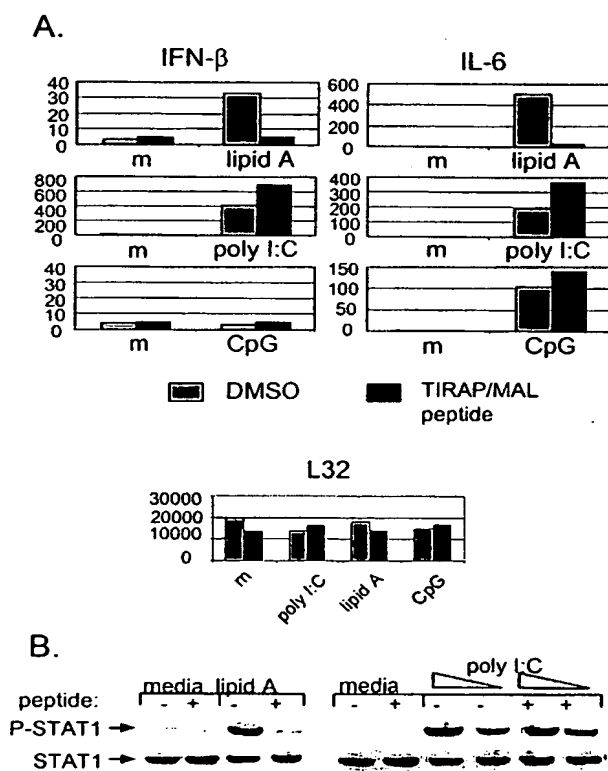 A.
IFN-β IL-6
40 600
30 400
20 200
10 0
0
m lipid A m lipid A
800 400
600 300
400 200
200 100
0 0
m poly I:C m poly I:C
40 150
30 100
20 50
10 0
0
m CpG m CpG
DMSO TIRAP/MAL
peptide
L32
30000
20000
10000
0
m poly I:C lipid A CpG
B.
poly I:C
media lipid A media
peptide: - + - + - + - - + +
P-STAT1
STAT1